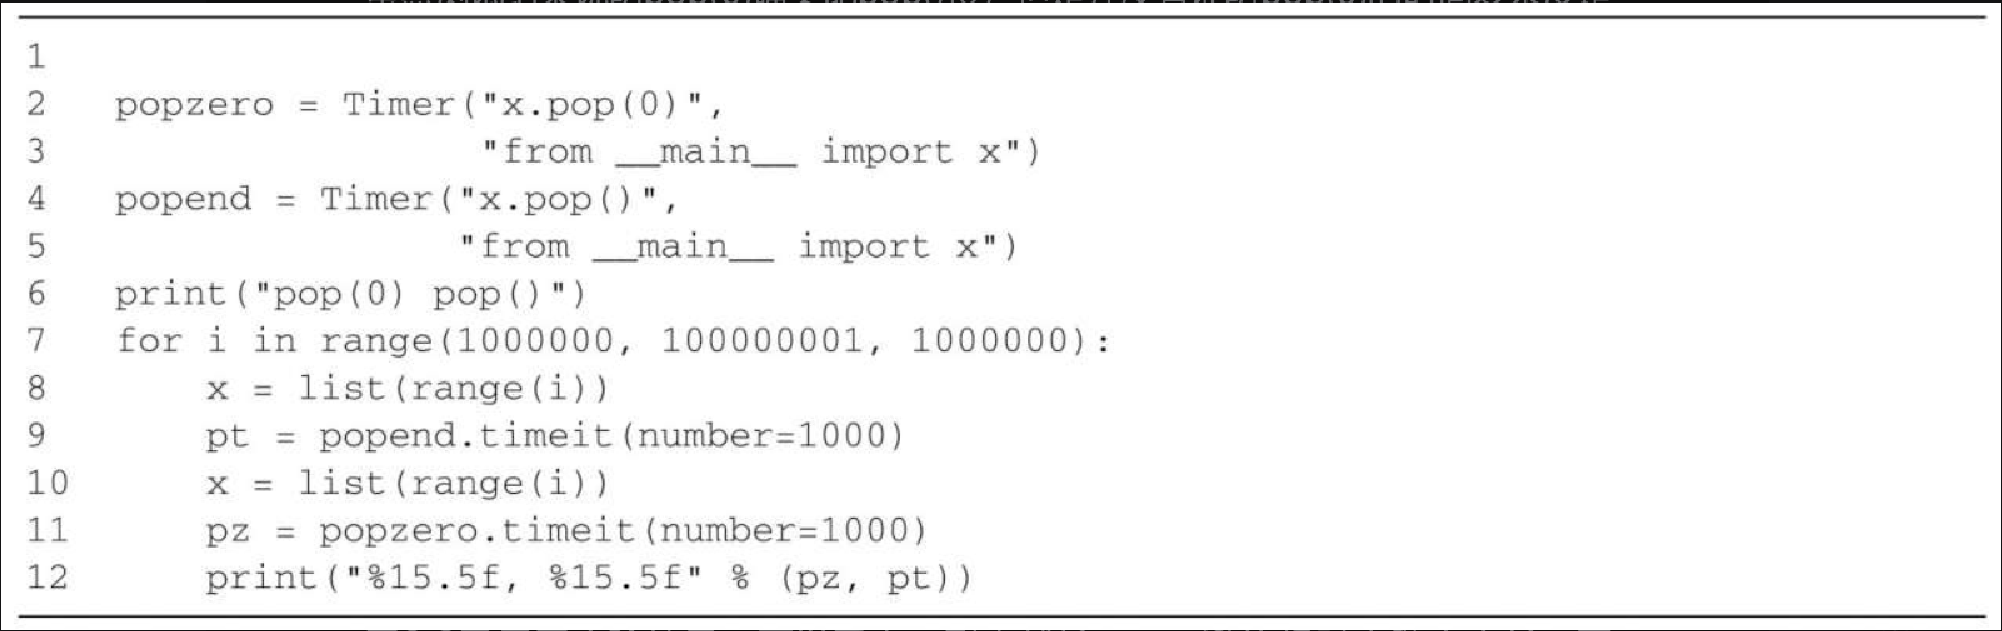 1
2 popzero = Timer("x.pop(0)",
3 "from __main__ import x")
4 popend = Timer("x.pop()",
5 "from __main__ import x")
6 print("pop(0) pop()")
7 for i in range(1000000, 100000001, 1000000):
8 x = list(range(i))
9 pt = popend.timeit(number=1000)
10 x = list(range(i))
11 pz = popzero.timeit(number=1000)
12 print("%15.5f, %15.5f" % (pz, pt))